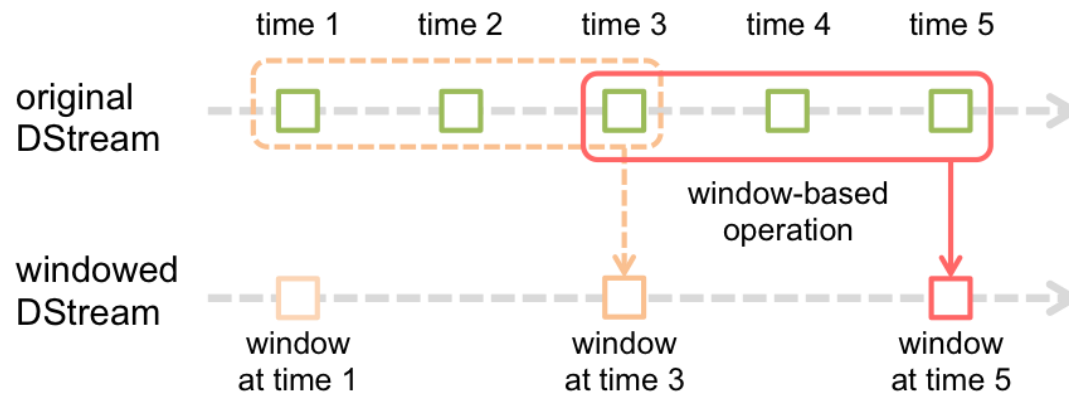 time 1 time 2 time 3 time 4 time 5
original
DStream
window-based
operation
windowed
DStream
window
at time 1
window
at time 3
window
at time 5